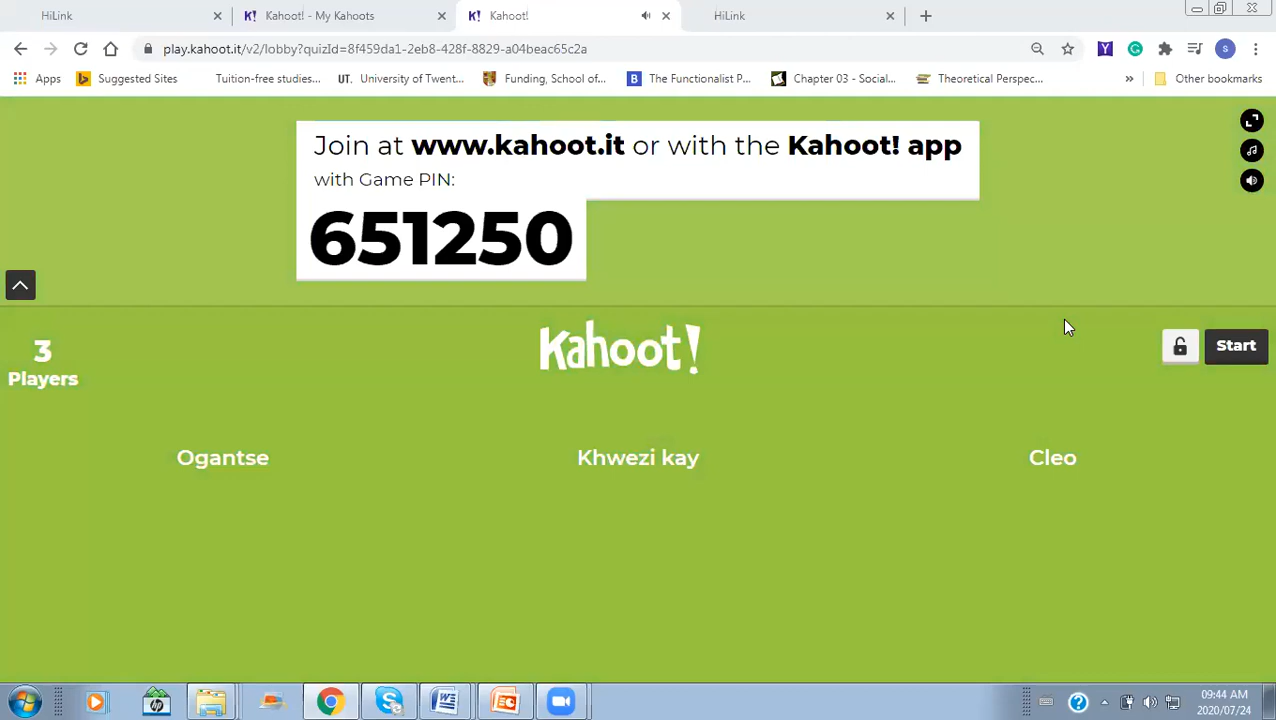 HiLink
K! Kahoot! - My Kahoots
K! Kahoot!
HiLink
play.kahoot.it/v2/lobby?quizId=8f459da1-2eb8-428f-8829-a04beac65c2a
Apps
Suggested Sites
Tuition-free studies...
UT. University of Twent...
Funding, School of...
B The Functionalist P...
Chapter 03 - Social...
Theoretical Perspec...
» Other bookmarks
Join at www.kahoot.it or with the Kahoot! app
with Game PIN:
651250
3
Players
Kahoot!
Start
Ogantse
Khwezi kay
Cleo
09:44 AM
2020/07/24